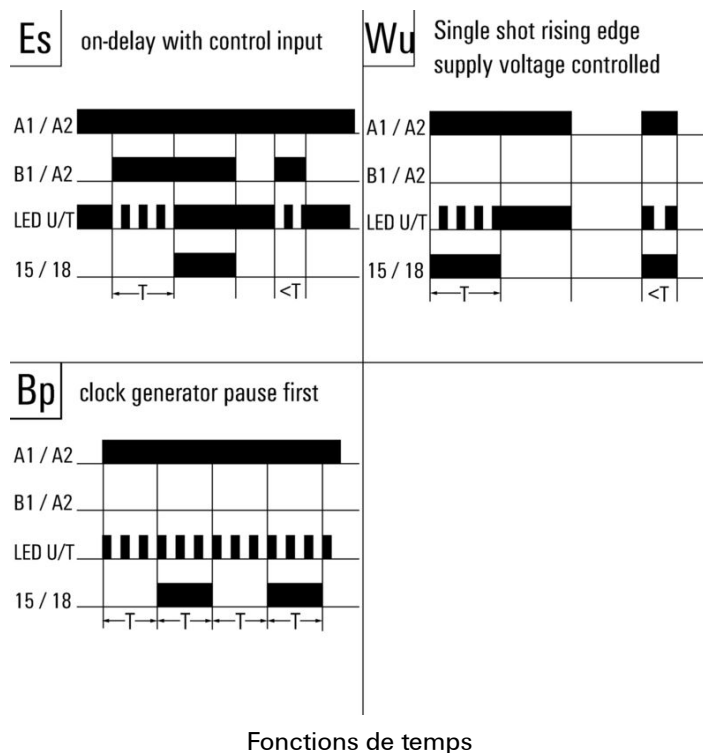 Es
on-delay with control input
A1 / A2
B1 / A2
LED U/T
15 / 18
T
<T
Wu
Single shot rising edge
supply voltage controlled
A1 / A2
B1 / A2
LED U/T
15 / 18
T
<T
Bp
clock generator pause first
A1 / A2
B1 / A2
LED U/T
15 / 18
T T T T
Fonctions de temps